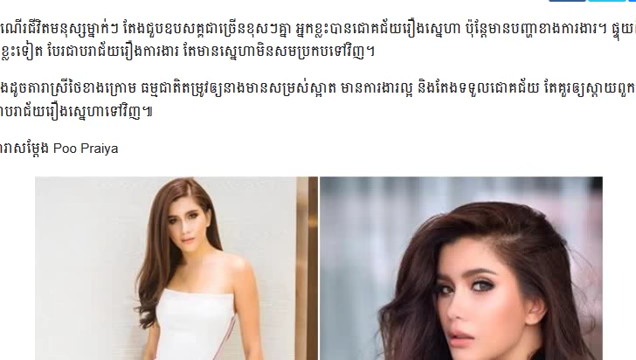 ណើរជីវិតមនុស្សម្នាក់ៗ តែងជួបឧបសគ្គជាច្រើនខុសៗគ្នា អ្នកខ្លះបានជោគជ័យរឿងស្នេហា ប៉ុន្តែមានបញ្ហាខាងការងារ។ ផ្ទុយ
ខ្លះទៀត បែរជាបរាជ័យរឿងការងារ តែមានស្នេហាមិនសមប្រកបទៅវិញ។
ងដូចតារាស្រីថៃខាងក្រោម ធម្មជាតិតម្រូវឲ្យនាងមានសម្រស់ស្អាត មានការងារល្អ និងតែងទទួលជោគជ័យ តែគួរឲ្យស្ដាយពួក
ាបរាជ័យរឿងស្នេហាទៅវិញ៕
រាសម្ដែង Poo Praiya